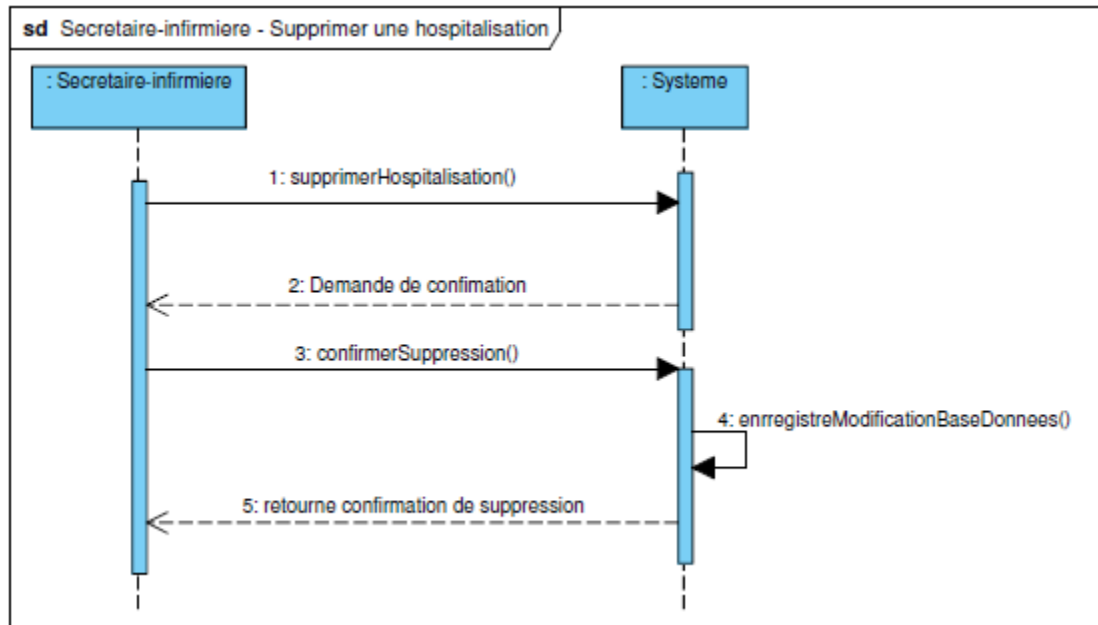 sd Secretaire-infirmiere - Supprimer une hospitalisation
: Secretaire-infirmiere
: Systeme
1: supprimerHospitalisation()
2: Demande de confimation
3: confirmerSuppression()
4: enrregistreModificationBaseDonnees()
5: retourne confirmation de suppression